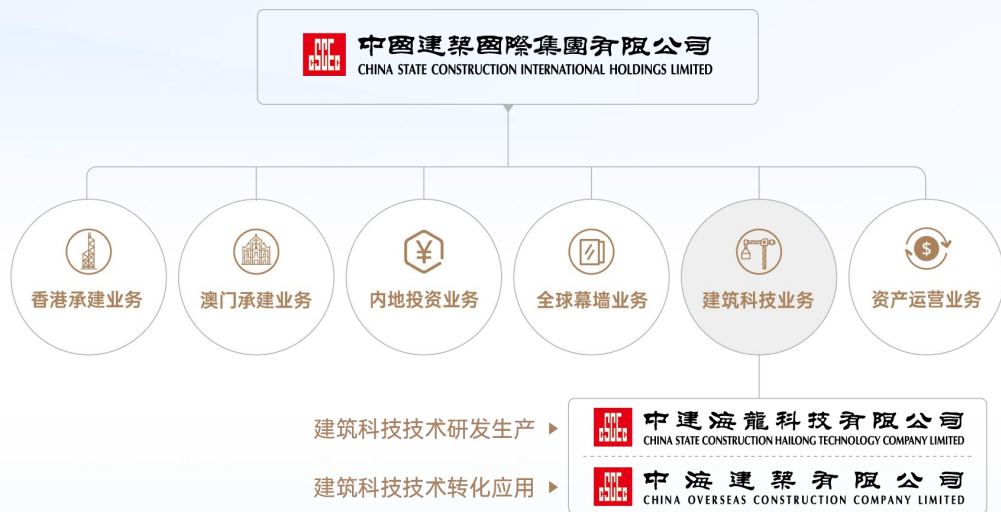 中國建築國際集團有限公司
CHINA STATE CONSTRUCTION INTERNATIONAL HOLDINGS LIMITED
香港承建业务
澳门承建业务
内地投资业务
全球幕墙业务
建筑科技业务
资产运营业务
建筑科技技术研发生产
中建海龍科技有限公司
CHINA STATE CONSTRUCTION HAILONG TECHNOLOGY COMPANY LIMITED
建筑科技技术转化应用
中海建築有限公司
CHINA OVERSEAS CONSTRUCTION COMPANY LIMITED